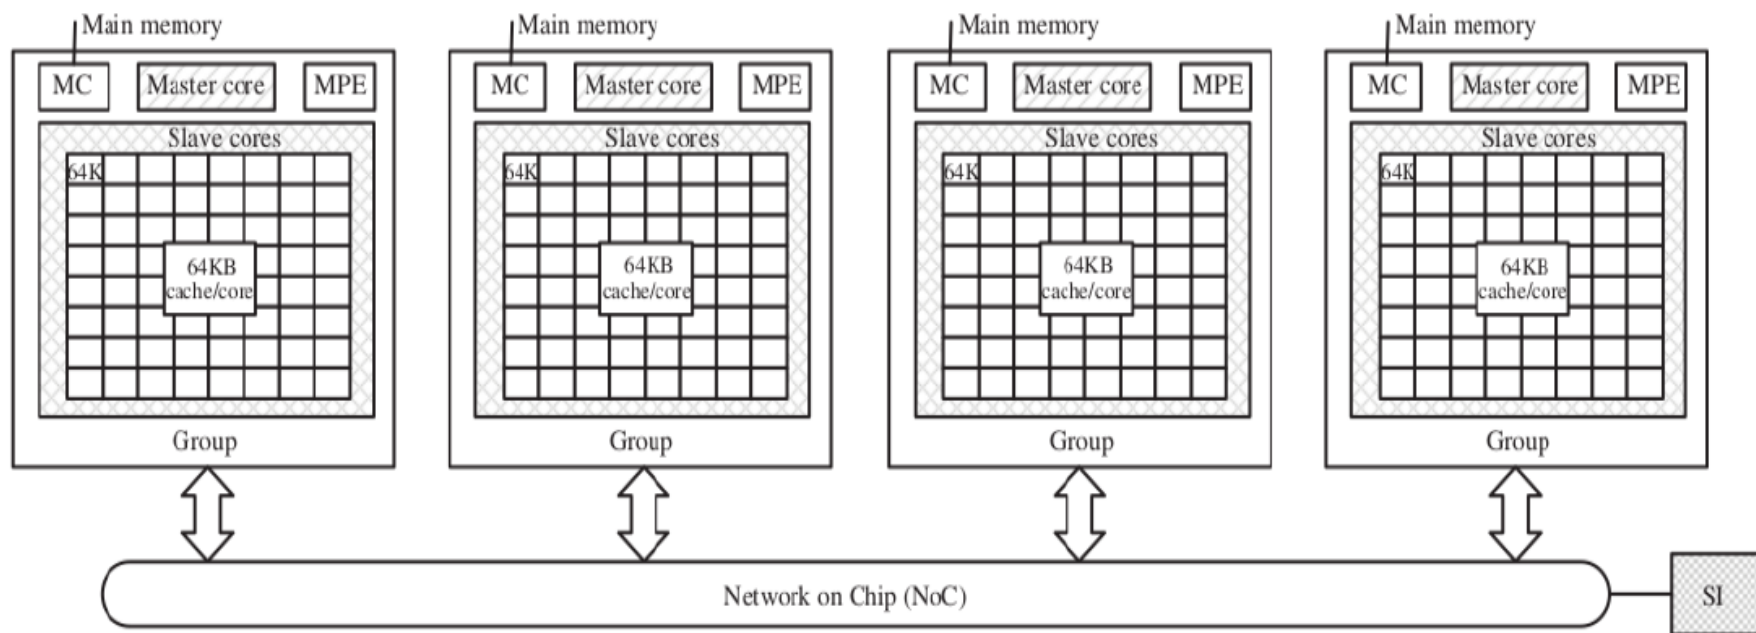 Main memory
MC
Master core
MPE
Slave cores
64K
64KB
cache/core
Group
Main memory
MC
Master core
MPE
Slave cores
64K
64KB
cache/core
Group
Main memory
MC
Master core
MPE
Slave cores
64K
64KB
cache/core
Group
Main memory
MC
Master core
MPE
Slave cores
64K
64KB
cache/core
Group
Network on Chip (NoC)
SI